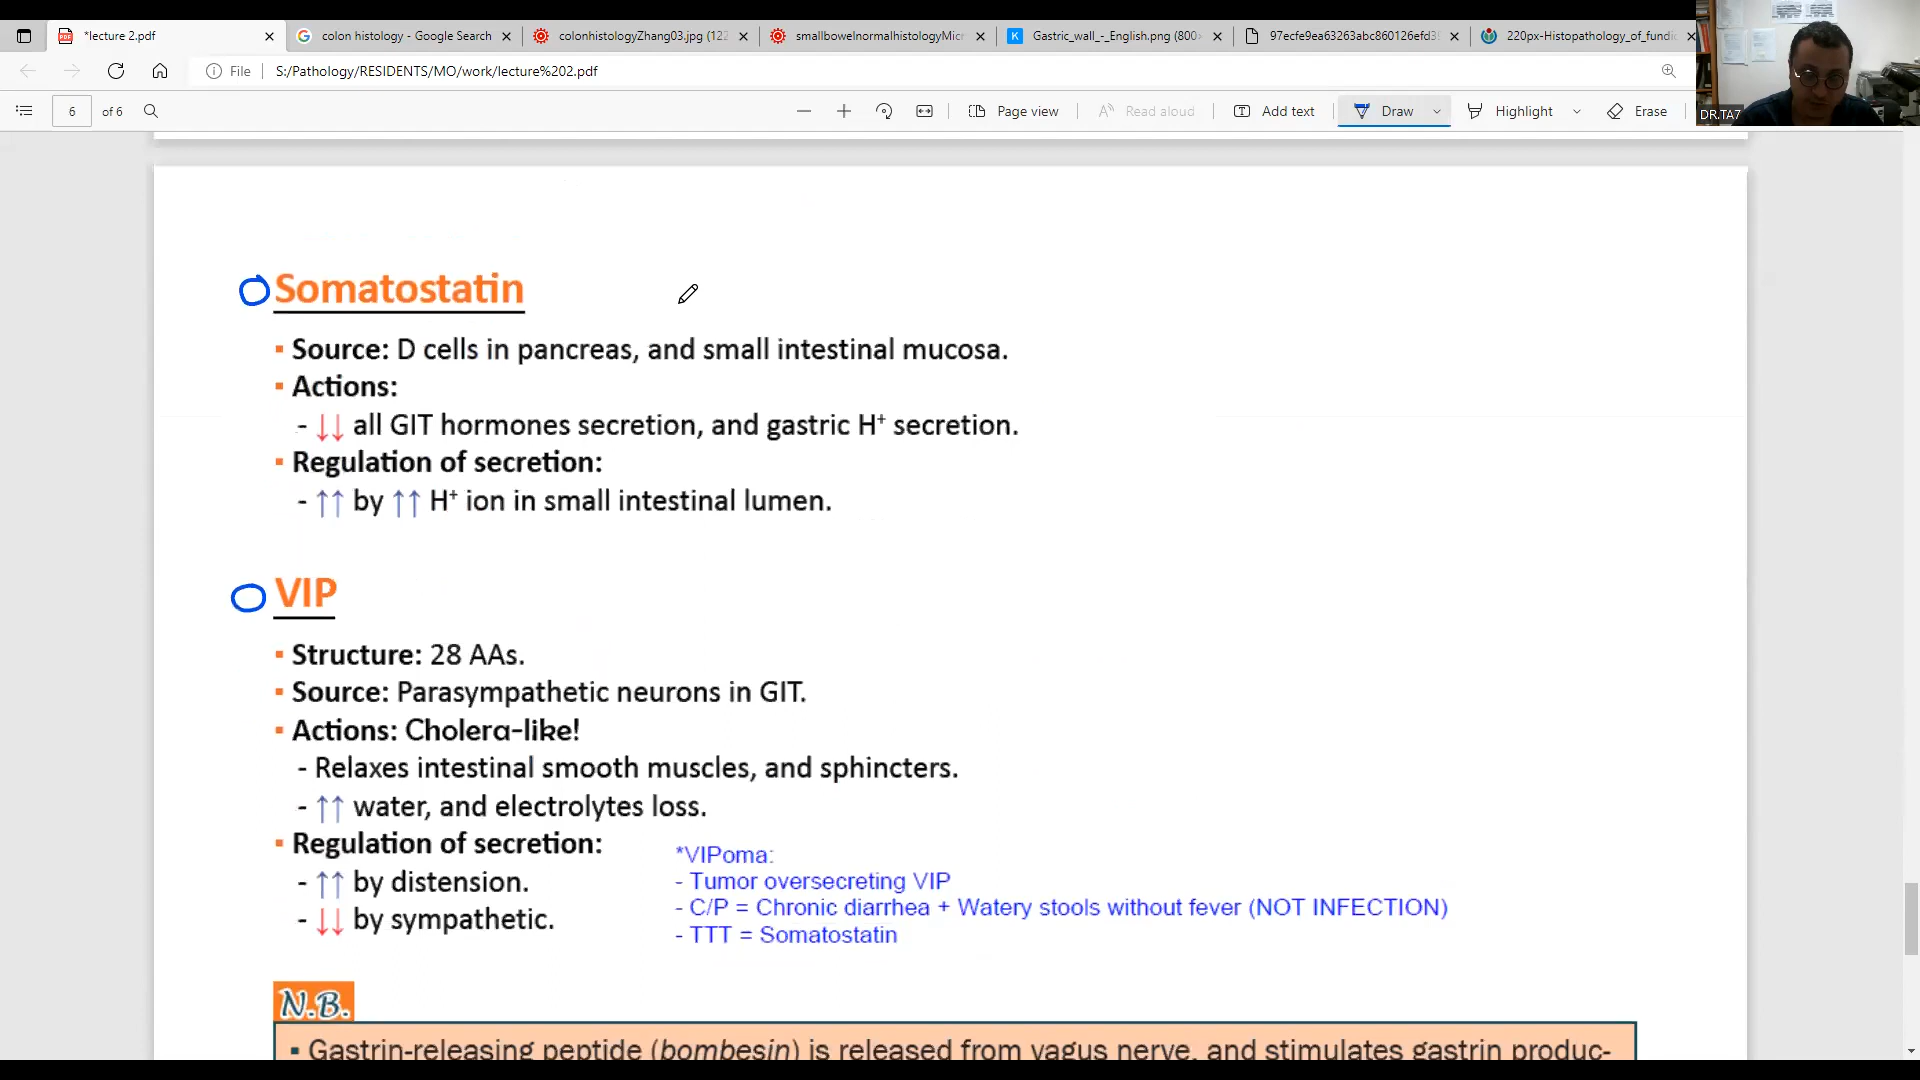 *lecture 2.pdf
colon histology - Google Search
colonhistologyZhang03.jpg (122
smallbowelnormalhistologyMicr
Gastric_wall_-_English.png (800×
97ecfe9ea63263abc860126efd3
220px-Histopathology_of_fundic
File
S:/Pathology/RESIDENTS/MO/work/lecture%202.pdf
6 of 6
Page view
Read aloud
Add text
Draw
Highlight
Erase
DR.TA7
Somatostatin
▪ Source: D cells in pancreas, and small intestinal mucosa.
▪ Actions:
- ↓↓ all GIT hormones secretion, and gastric H⁺ secretion.
▪ Regulation of secretion:
- ↑↑ by ↑↑ H⁺ ion in small intestinal lumen.
VIP
▪ Structure: 28 AAs.
▪ Source: Parasympathetic neurons in GIT.
▪ Actions: Cholera-like!
- Relaxes intestinal smooth muscles, and sphincters.
- ↑↑ water, and electrolytes loss.
▪ Regulation of secretion:
- ↑↑ by distension.
- ↓↓ by sympathetic.
*VIPoma:
- Tumor oversecreting VIP
- C/P = Chronic diarrhea + Watery stools without fever (NOT INFECTION)
- TTT = Somatostatin
N.B.
▪ Gastrin-releasing peptide (bombesin) is released from vagus nerve, and stimulates gastrin produc-